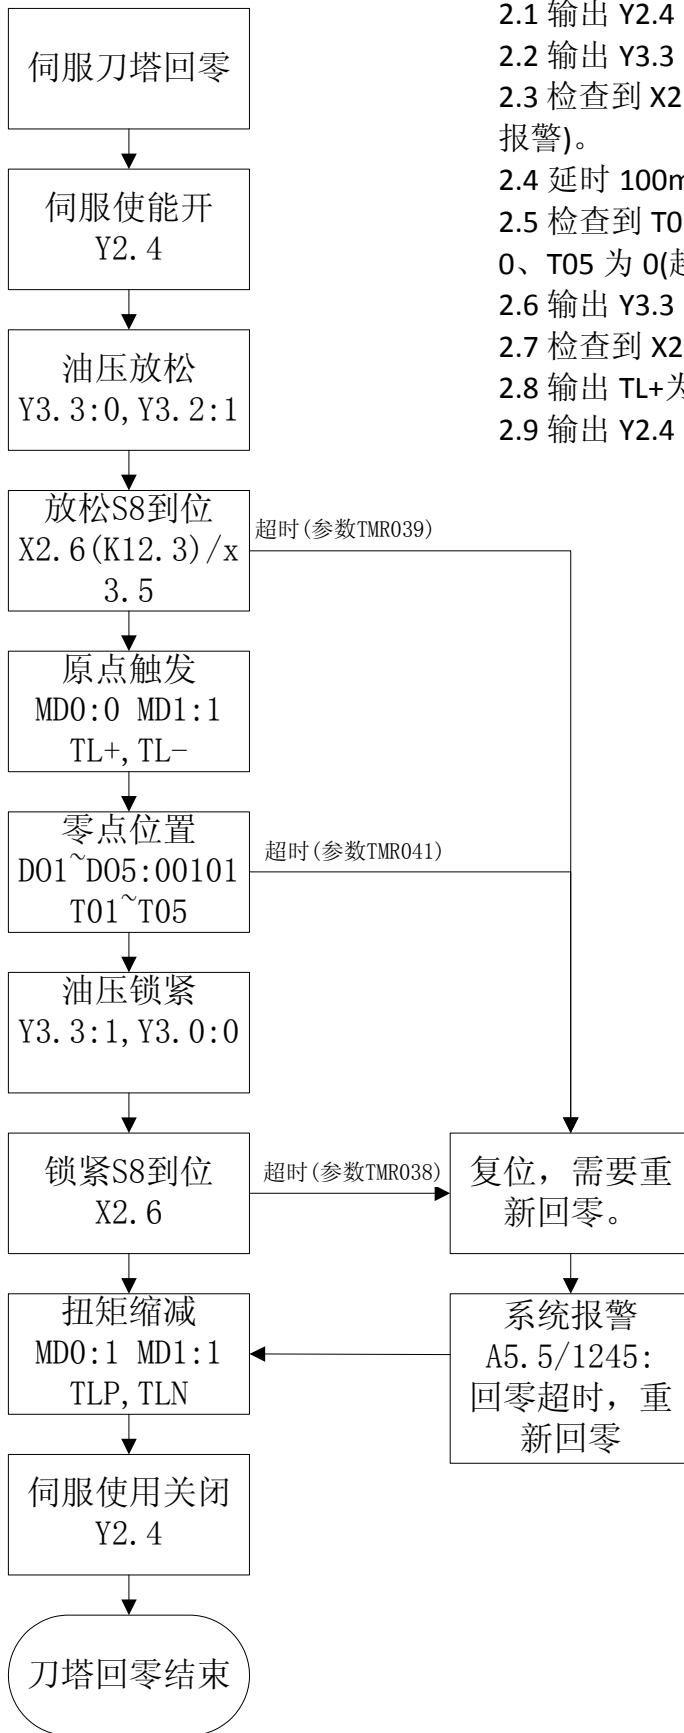 伺服刀塔回零
伺服使能开
Y2.4
油压放松
Y3.3:0,Y3.2:1
放松S8到位
X2.6(K12.3)/x
3.5
超时(参数TMR039)
原点触发
MD0:0 MD1:1
TL+,TL-
零点位置
DO1~DO5:00101
T01~T05
超时(参数TMR041)
油压锁紧
Y3.3:1,Y3.0:0
锁紧S8到位
X2.6
超时(参数TMR038)
复位，需要重
新回零。
扭矩缩减
MD0:1 MD1:1
TLP,TLN
系统报警
A5.5/1245:
回零超时，重
新回零
伺服使用关闭
Y2.4
刀塔回零结束
2.1 输出 Y2.4
2.2 输出 Y3.3
2.3 检查到 X2
报警)。
2.4 延时 100m
2.5 检查到 T0
0、T05 为 0(
2.6 输出 Y3.3
2.7 检查到 X2
2.8 输出 TL+
2.9 输出 Y2.4